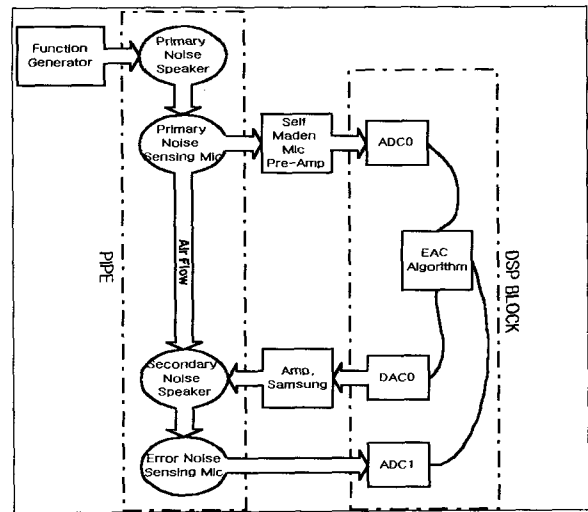 Function
Generator
Primary
Noise
Speaker
Primary
Noise
Sensing Mic
Self
Maden
Mic
Pre-Amp
ADC0
EAC
Algorithm
DSP BLOCK
PIPE
Air Flow
Secondary
Noise
Speaker
Amp,
Samsung
DAC0
Error Noise
Sensing Mic
ADC1